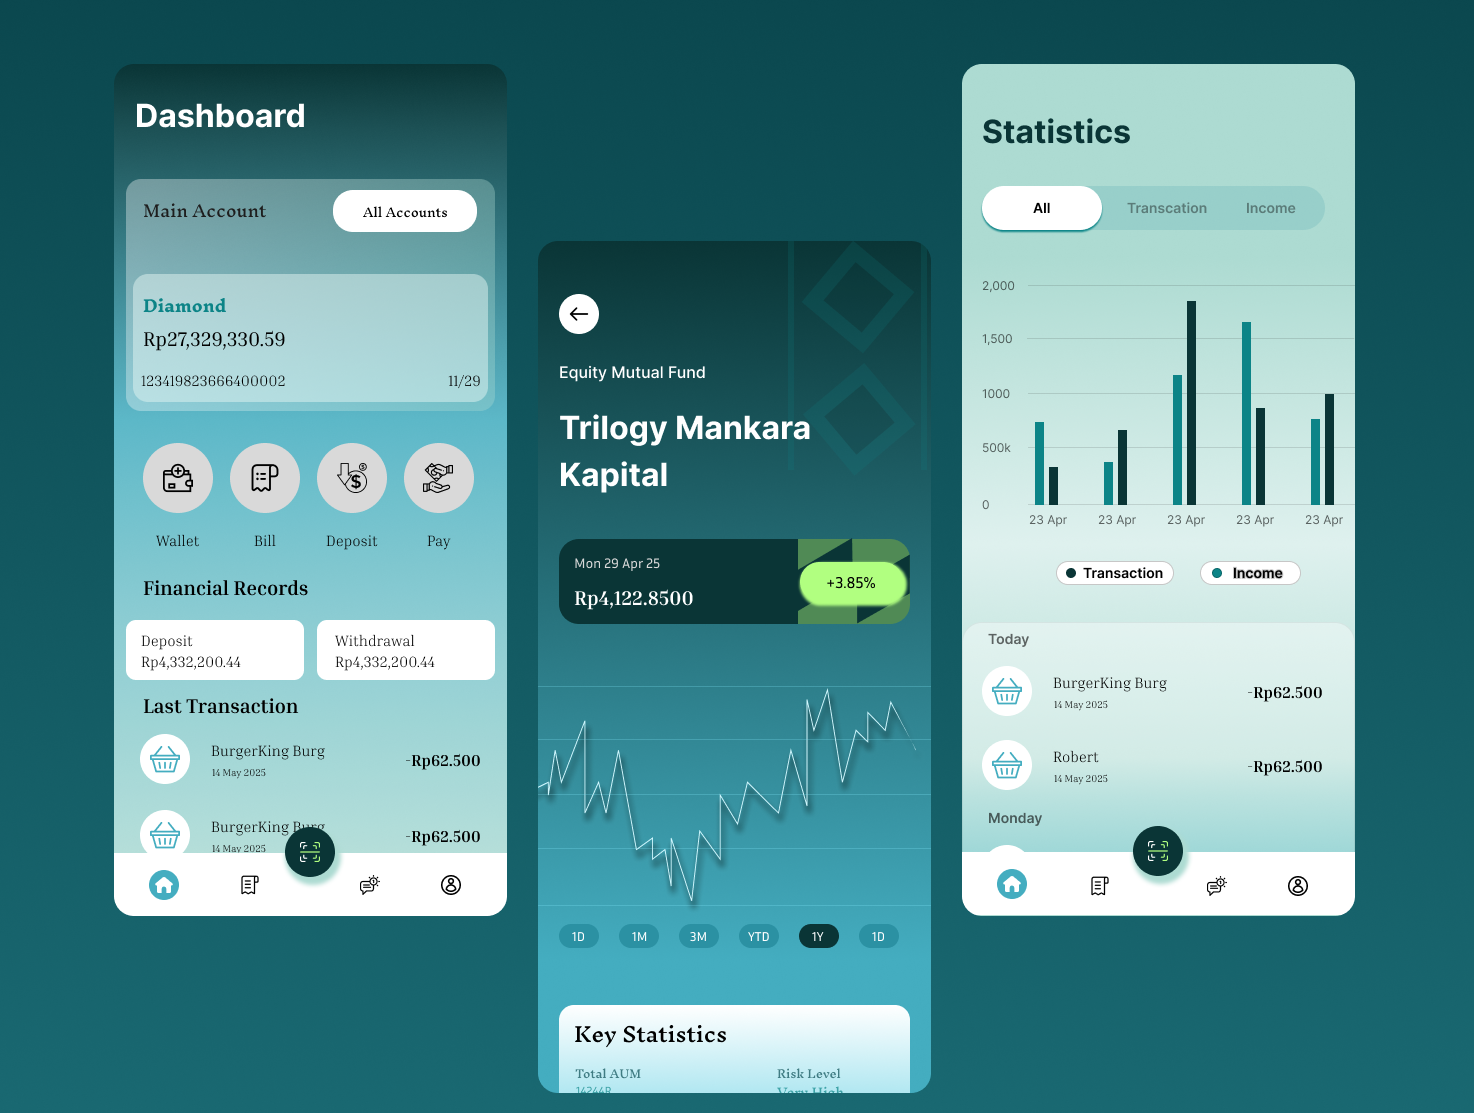 Dashboard
Main Account
All Accounts
Diamond
Rp27,329,330.59
123419823666400002
11/29
Wallet
Bill
Deposit
Pay
Financial Records
Deposit
Rp4,332,200.44
Withdrawal
Rp4,332,200.44
Last Transaction
BurgerKing Burg
14 May 2025
-Rp62.500
BurgerKing Burg
14 May 2025
-Rp62.500
Equity Mutual Fund
Trilogy Mankara
Kapital
Mon 29 Apr 25
Rp4,122.8500
+3.85%
1D
1M
3M
YTD
1Y
1D
Key Statistics
Total AUM
14244B
Risk Level
Very High
Statistics
All
Transcation
Income
2,000
1,500
1000
500k
0
23 Apr
23 Apr
23 Apr
23 Apr
23 Apr
Transaction
Income
Today
BurgerKing Burg
14 May 2025
-Rp62.500
Robert
14 May 2025
-Rp62.500
Monday